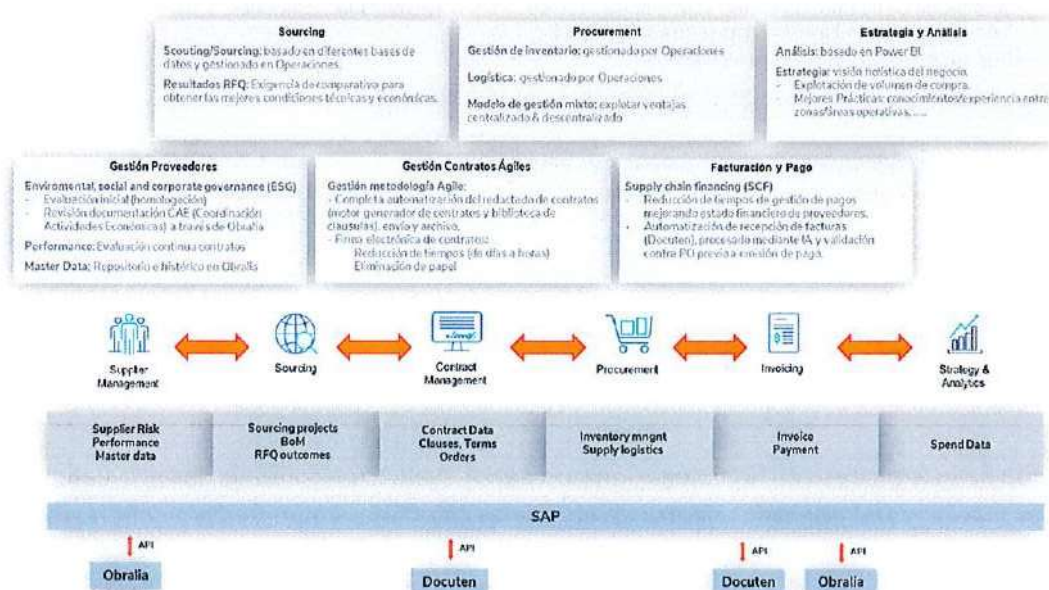 Sourcing
Scouting/Sourcing: basado en diferentes bases de
datos y gestionado en Operaciones.
Resultados RFQ: Exigencia de comparativo para
obtener las mejores condiciones técnicas y económicas.
Procurement
Gestión de inventario: gestionado por Operaciones
Logística: gestionado por Operaciones
Modelo de gestión mixto: explotar ventajas
centralizado & descentralizado
Estrategia y Análisis
Análisis: basado en Power BI
Estrategia: visión holística del negocio.
- Explotación de volumen de compra.
- Mejores Prácticas: conocimientos/experiencia entre
zonas/áreas operativas, .....
Gestión Proveedores
Enviromental, social and corporate governance (ESG)
- Evaluación inicial (homologación)
- Revisión documentación CAE (Coordinación
Actividades Económicas) a través de Obralia
Performance: Evaluación continua contratos
Master Data: Repositorio e histórico en Obralia
Gestión Contratos Ágiles
Gestión metodología Agile:
- Completa automatización del redactado de contratos
(motor generador de contratos y biblioteca de
clausulas), envío y archivo.
- Firma electrónica de contratos:
Reducción de tiempos (de días a horas)
Eliminación de papel
Facturación y Pago
Supply chain financing (SCF)
- Reducción de tiempos de gestión de pagos
mejorando estado financiero de proveedores.
- Automatización de recepción de facturas
(Docuten), procesado mediante IA y validación
contra PO previo a emisión de pago.
Supplier
Management
Sourcing
Contract
Management
Procurement
Invoicing
Strategy &
Analytics
Supplier Risk
Performance
Master data
Sourcing projects
BoM
RFQ outcomes
Contract Data
Clauses, Terms
Orders
Inventory mngnt
Supply logistics
Invoice
Payment
Spend Data
SAP
API
API
API
API
Obralia
Docuten
Docuten
Obralia